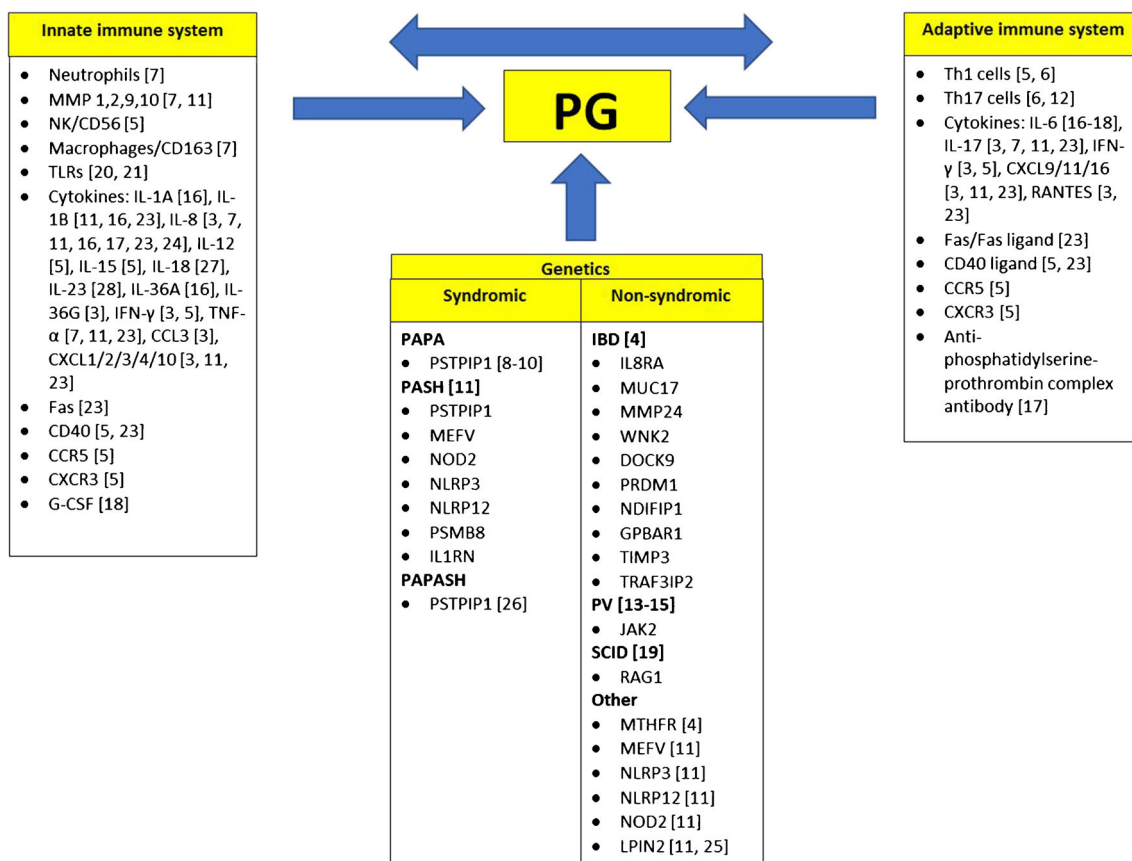 Innate immune system
• Neutrophils [7]
• MMP 1,2,9,10 [7, 11]
• NK/CD56 [5]
• Macrophages/CD163 [7]
• TLRs [20, 21]
• Cytokines: IL-1A [16], IL-
1B [11, 16, 23], IL-8 [3, 7,
11, 16, 17, 23, 24], IL-12
[5], IL-15 [5], IL-18 [27],
IL-23 [28], IL-36A [16], IL-
36G [3], IFN-γ [3, 5], TNF-
α [7, 11, 23], CCL3 [3],
CXCL1/2/3/4/10 [3, 11,
23]
• Fas [23]
• CD40 [5, 23]
• CCR5 [5]
• CXCR3 [5]
• G-CSF [18]
PG
Adaptive immune system
• Th1 cells [5, 6]
• Th17 cells [6, 12]
• Cytokines: IL-6 [16-18],
IL-17 [3, 7, 11, 23], IFN-
γ [3, 5], CXCL9/11/16
[3, 11, 23], RANTES [3,
23]
• Fas/Fas ligand [23]
• CD40 ligand [5, 23]
• CCR5 [5]
• CXCR3 [5]
• Anti-
phosphatidylserine-
prothrombin complex
antibody [17]
Genetics
Syndromic
PAPA
• PSTPIP1 [8-10]
PASH [11]
• PSTPIP1
• MEFV
• NOD2
• NLRP3
• NLRP12
• PSMB8
• IL1RN
PAPASH
• PSTPIP1 [26]
Non-syndromic
IBD [4]
• IL8RA
• MUC17
• MMP24
• WNK2
• DOCK9
• PRDM1
• NDIFIP1
• GPBAR1
• TIMP3
• TRAF3IP2
PV [13-15]
• JAK2
SCID [19]
• RAG1
Other
• MTHFR [4]
• MEFV [11]
• NLRP3 [11]
• NLRP12 [11]
• NOD2 [11]
• LPIN2 [11, 25]